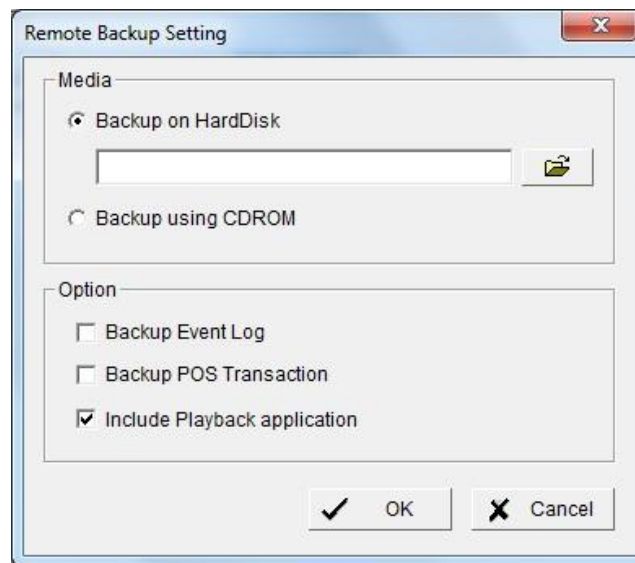 Remote Backup Setting
Media
Backup on HardDisk
Backup using CDROM
Option
Backup Event Log
Backup POS Transaction
Include Playback application
OK
Cancel